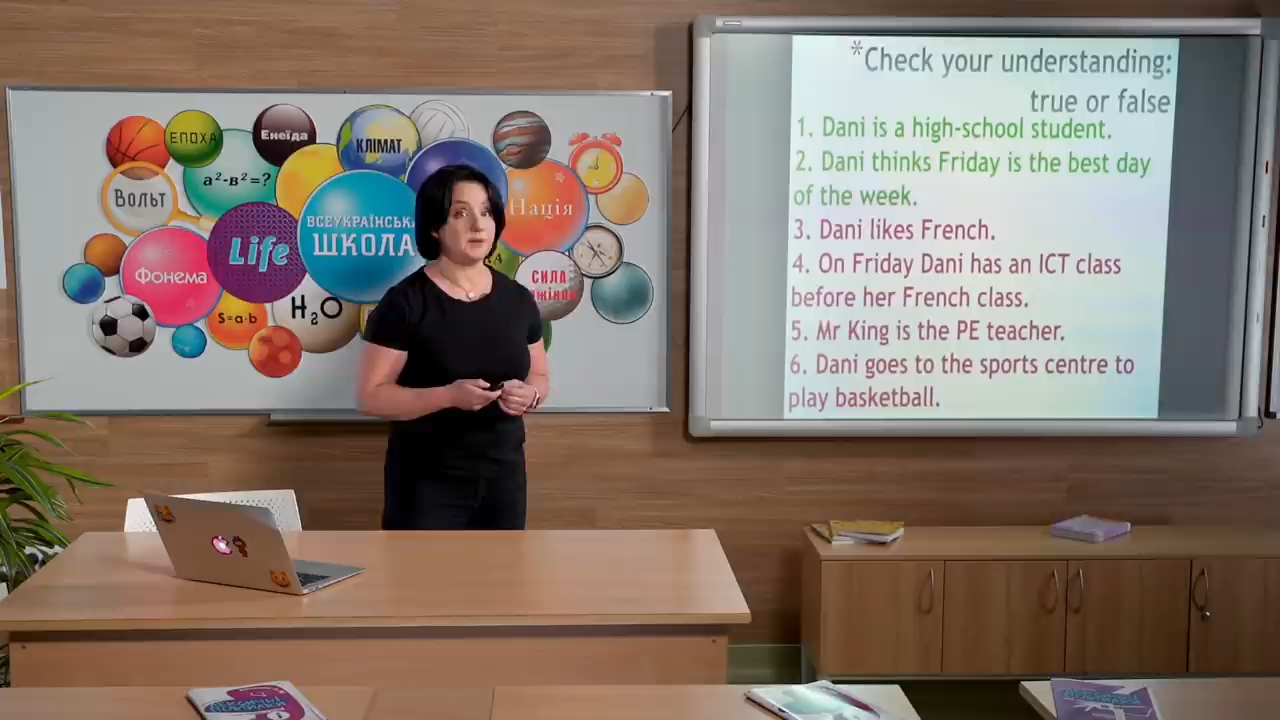 *Check your understanding:
true or false
1. Dani is a high-school student.
2. Dani thinks Friday is the best day
of the week.
3. Dani likes French.
4. On Friday Dani has an ICT class
before her French class.
5. Mr King is the PE teacher.
6. Dani goes to the sports centre to
play basketball.
ЕПОХА
Енеїда
КЛІМАТ
a²-в²=?
Вольт
Life
ВСЕУКРАЇНСЬКА
ШКОЛА
Нація
Фонема
S=a·b
H₂O
СИЛА